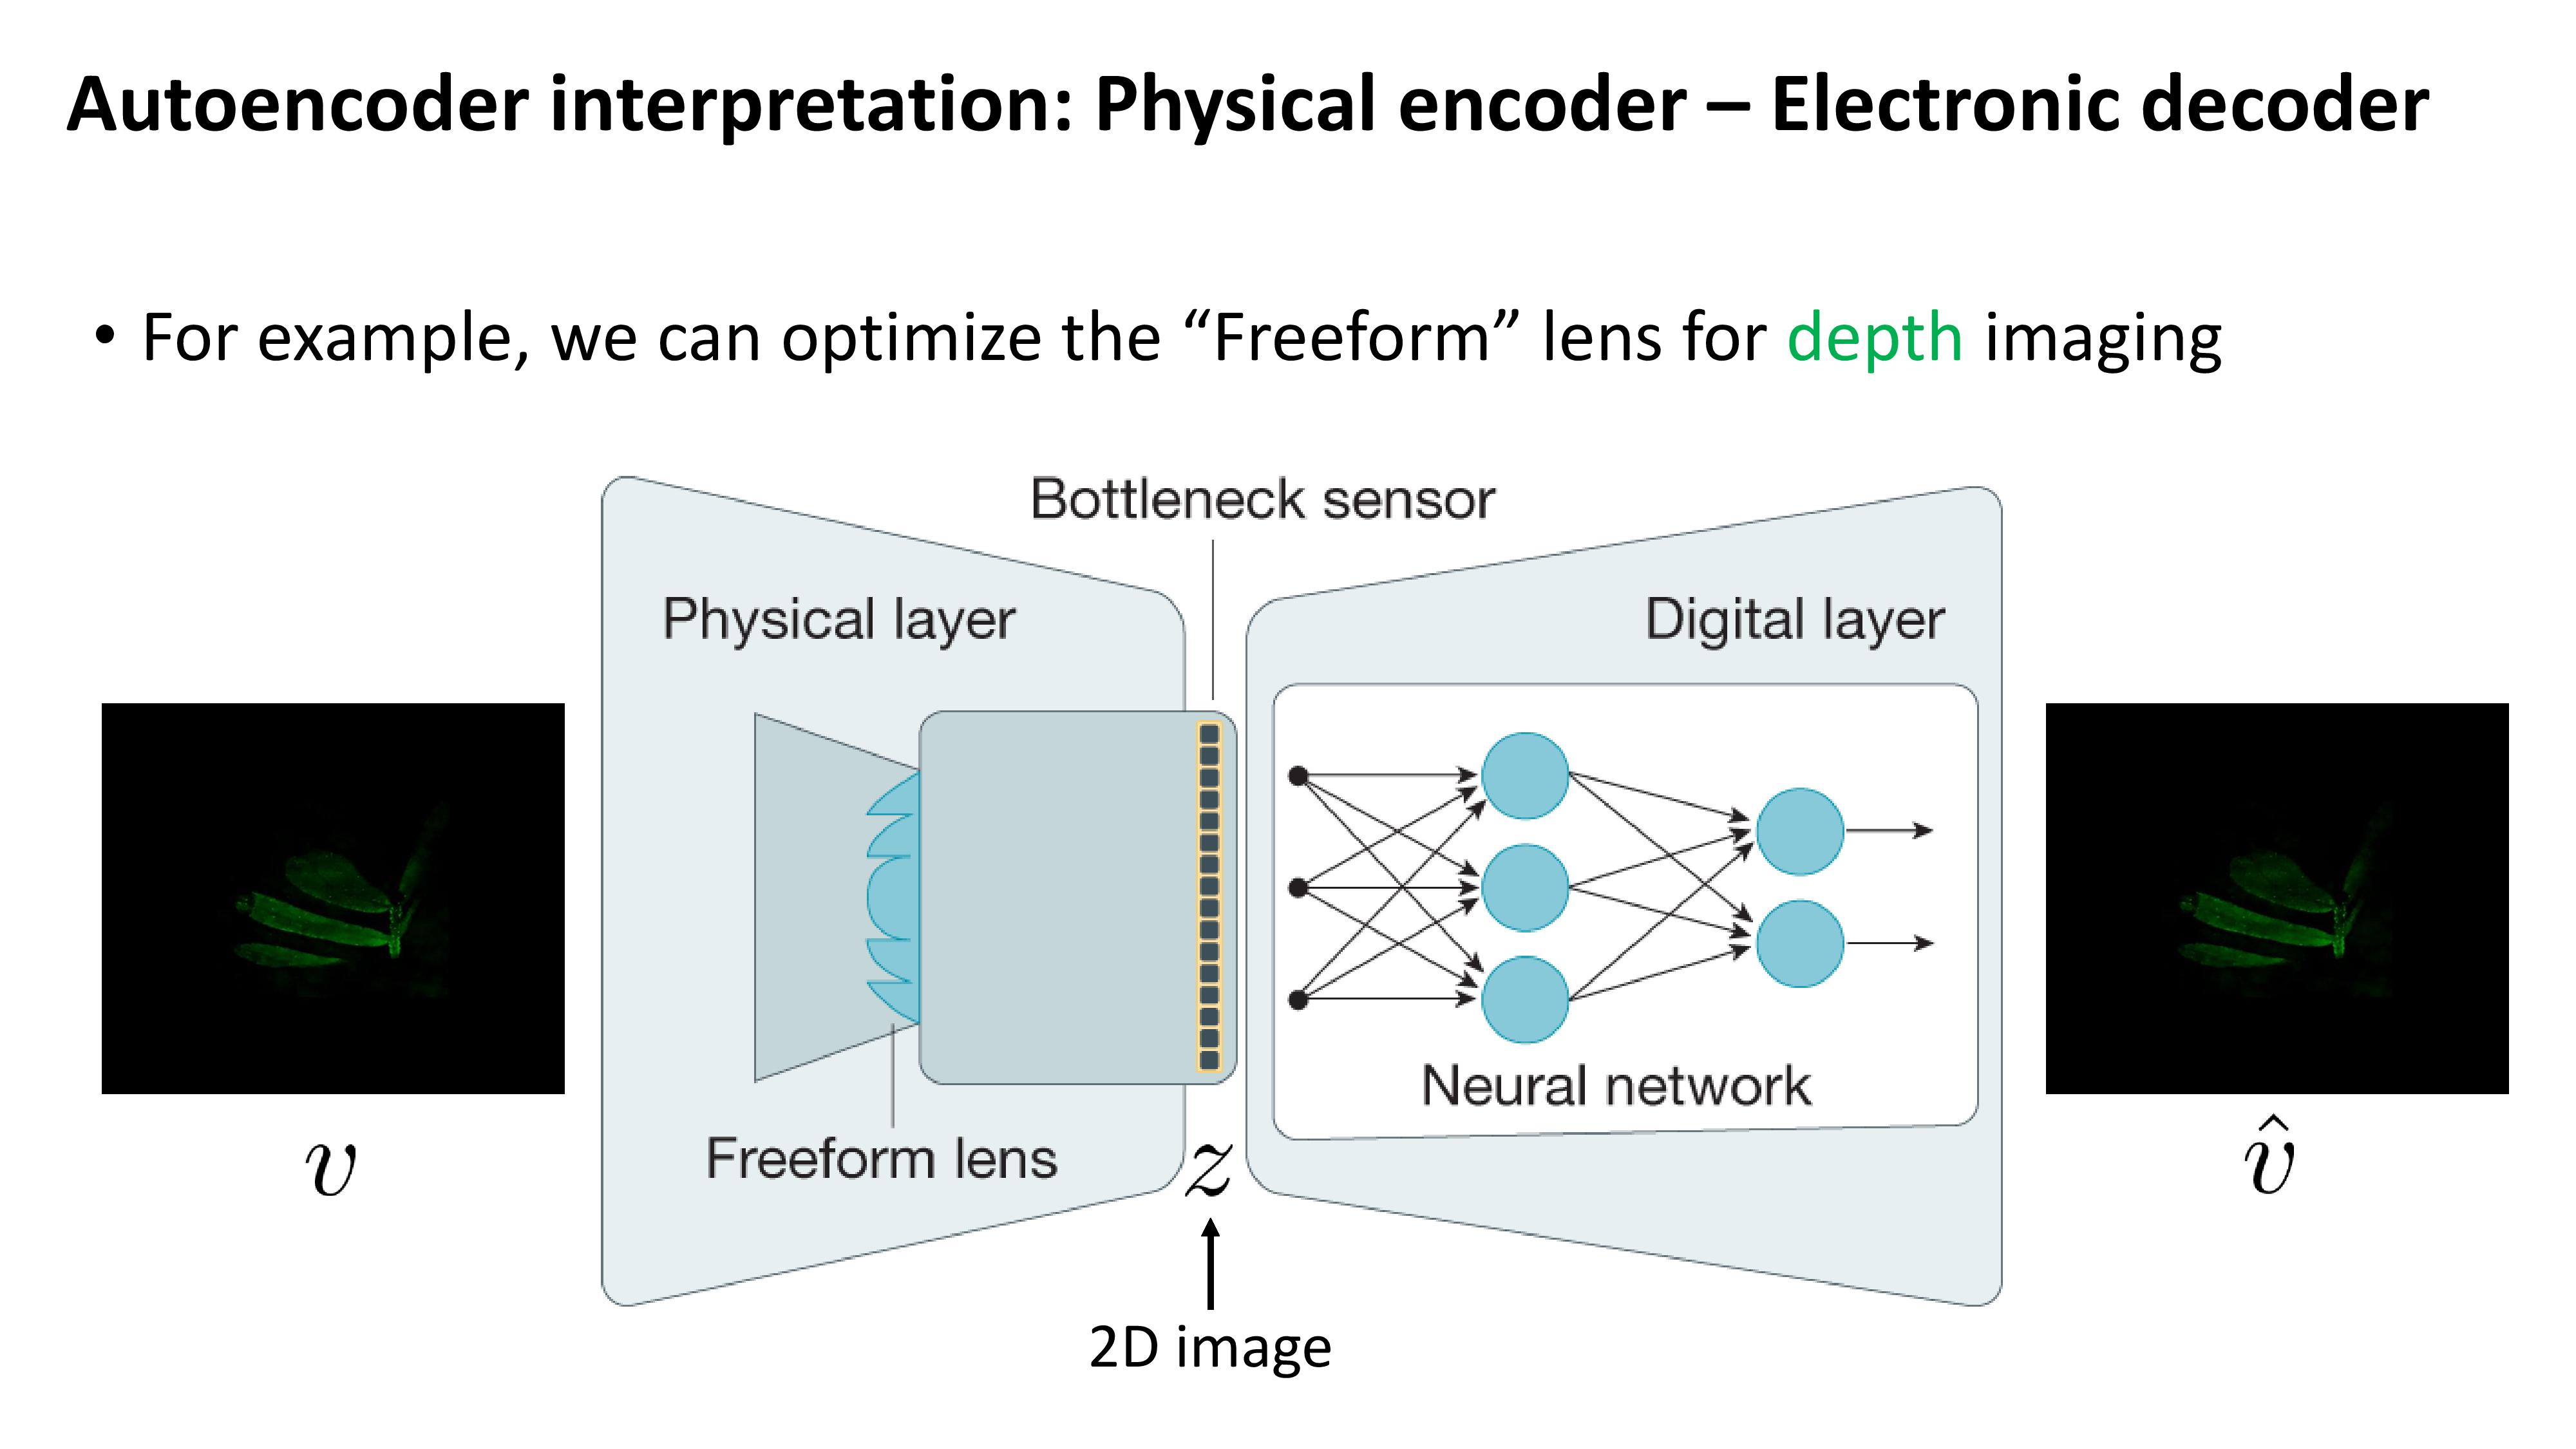 Autoencoder interpretation: Physical encoder – Electronic decoder
• For example, we can optimize the “Freeform” lens for depth imaging
Bottleneck sensor
Physical layer
Digital layer
Neural network
Freeform lens
v
z
v̂
2D image